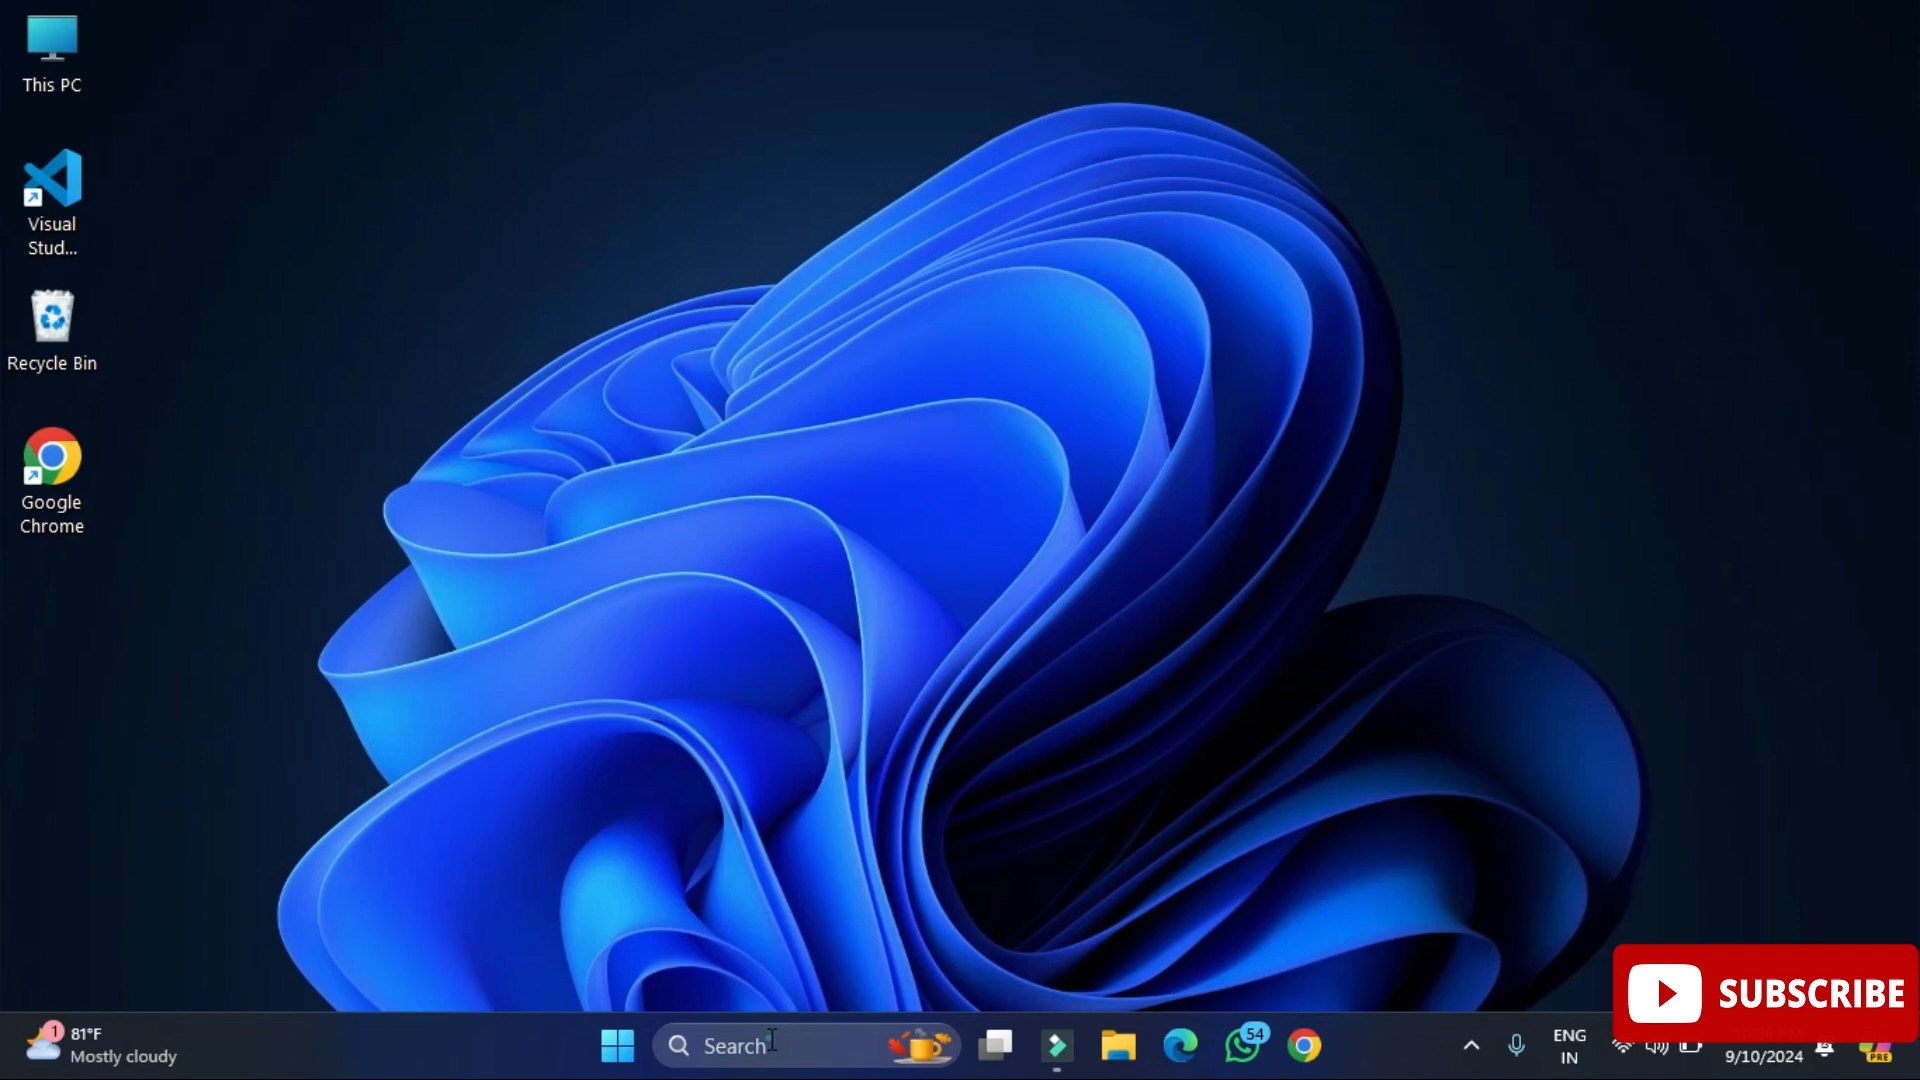 This PC
Visual
Stud...
Recycle Bin
Google
Chrome
SUBSCRIBE
1
81°F
Mostly cloudy
Search
54
ENG
IN
9/10/2024
PRE